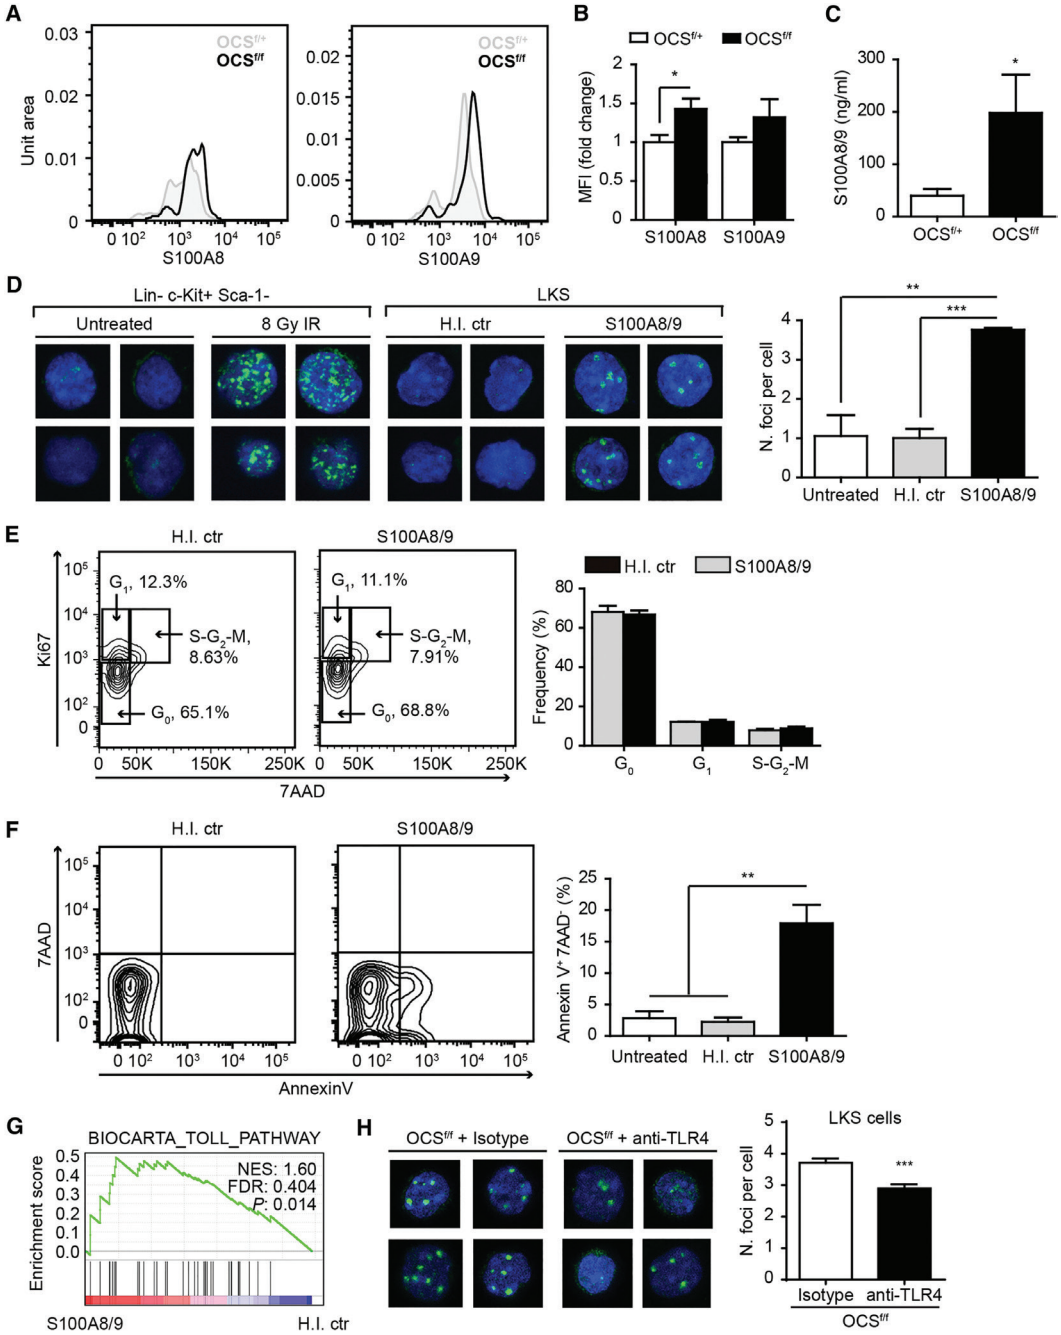 A
Unit area
0.03
0.02
0.01
0
OCSf/+
OCSf/f
0 10² 10³ 10⁴ 10⁵
S100A8
0.02
0.015
0.01
0.005
0
OCSf/+
OCSf/f
0 10² 10³ 10⁴ 10⁵
S100A9
B
OCSf/+ OCSf/f
MFI (fold change)
2
1.5
1
0.5
0
*
S100A8 S100A9
C
S100A8/9 (ng/ml)
300
200
100
0
*
OCSf/+ OCSf/f
D
Lin- c-Kit+ Sca-1-
LKS
Untreated
8 Gy IR
H.I. ctr
S100A8/9
N. foci per cell
4
3
2
1
0
**
***
Untreated H.I. ctr S100A8/9
E
H.I. ctr
S100A8/9
Ki67
10⁵
10⁴
10³
10²
0
G₁, 12.3%
S-G₂-M,
8.63%
G₀, 65.1%
0 50K 150K 250K
G₁, 11.1%
S-G₂-M,
7.91%
G₀, 68.8%
0 50K 150K 250K
7AAD
H.I. ctr S100A8/9
Frequency (%)
80
60
40
20
0
G₀ G₁ S-G₂-M
F
H.I. ctr
S100A8/9
7AAD
10⁵
10⁴
10³
10²
0
0 10² 10³ 10⁴ 10⁵
0 10² 10³ 10⁴ 10⁵
AnnexinV
Annexin V⁺ 7AAD⁻ (%)
25
20
15
10
5
0
**
Untreated H.I. ctr S100A8/9
G
BIOCARTA_TOLL_PATHWAY
Enrichment score
0.5
0.4
0.3
0.2
0.1
0.0
NES: 1.60
FDR: 0.404
P: 0.014
S100A8/9 H.I. ctr
H
OCSf/f + Isotype
OCSf/f + anti-TLR4
LKS cells
N. foci per cell
5
4
3
2
1
0
***
Isotype anti-TLR4
OCSf/f